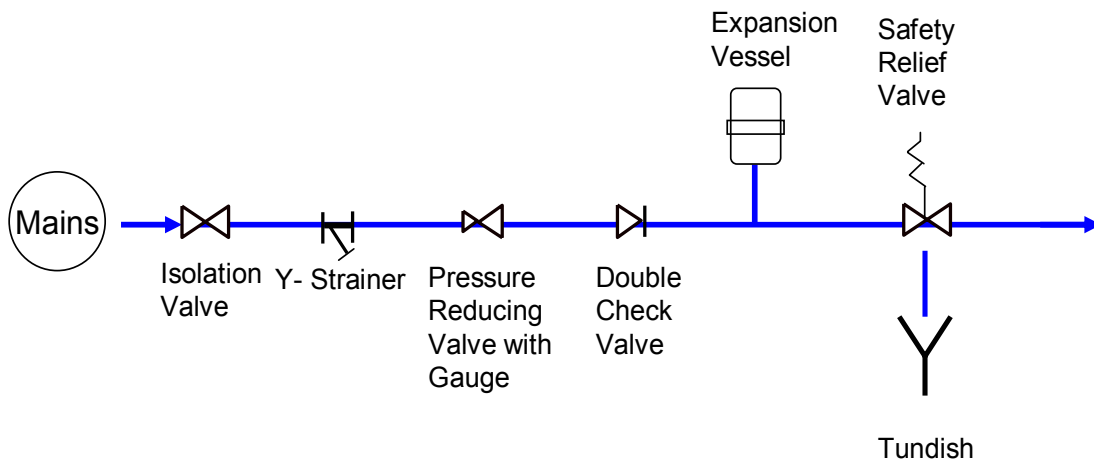 Mains
Isolation
Valve
Y- Strainer
Pressure
Reducing
Valve with
Gauge
Double
Check
Valve
Expansion
Vessel
Safety
Relief
Valve
Tundish